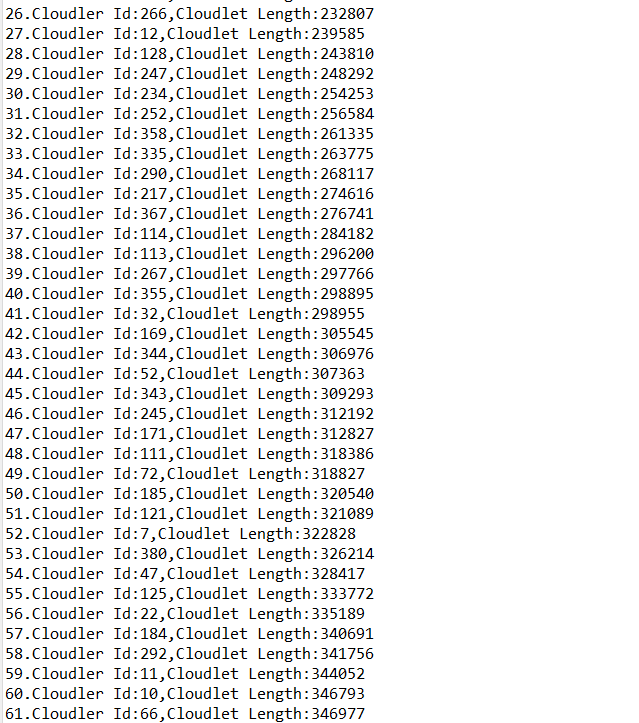 26.Cloudler Id:266,Cloudlet Length:232807
27.Cloudler Id:12,Cloudlet Length:239585
28.Cloudler Id:128,Cloudlet Length:243810
29.Cloudler Id:247,Cloudlet Length:248292
30.Cloudler Id:234,Cloudlet Length:254253
31.Cloudler Id:252,Cloudlet Length:256584
32.Cloudler Id:358,Cloudlet Length:261335
33.Cloudler Id:335,Cloudlet Length:263775
34.Cloudler Id:290,Cloudlet Length:268117
35.Cloudler Id:217,Cloudlet Length:274616
36.Cloudler Id:367,Cloudlet Length:276741
37.Cloudler Id:114,Cloudlet Length:284182
38.Cloudler Id:113,Cloudlet Length:296200
39.Cloudler Id:267,Cloudlet Length:297766
40.Cloudler Id:355,Cloudlet Length:298895
41.Cloudler Id:32,Cloudlet Length:298955
42.Cloudler Id:169,Cloudlet Length:305545
43.Cloudler Id:344,Cloudlet Length:306976
44.Cloudler Id:52,Cloudlet Length:307363
45.Cloudler Id:343,Cloudlet Length:309293
46.Cloudler Id:245,Cloudlet Length:312192
47.Cloudler Id:171,Cloudlet Length:312827
48.Cloudler Id:111,Cloudlet Length:318386
49.Cloudler Id:72,Cloudlet Length:318827
50.Cloudler Id:185,Cloudlet Length:320540
51.Cloudler Id:121,Cloudlet Length:321089
52.Cloudler Id:7,Cloudlet Length:322828
53.Cloudler Id:380,Cloudlet Length:326214
54.Cloudler Id:47,Cloudlet Length:328417
55.Cloudler Id:125,Cloudlet Length:333772
56.Cloudler Id:22,Cloudlet Length:335189
57.Cloudler Id:184,Cloudlet Length:340691
58.Cloudler Id:292,Cloudlet Length:341756
59.Cloudler Id:11,Cloudlet Length:344052
60.Cloudler Id:10,Cloudlet Length:346793
61.Cloudler Id:66,Cloudlet Length:346977